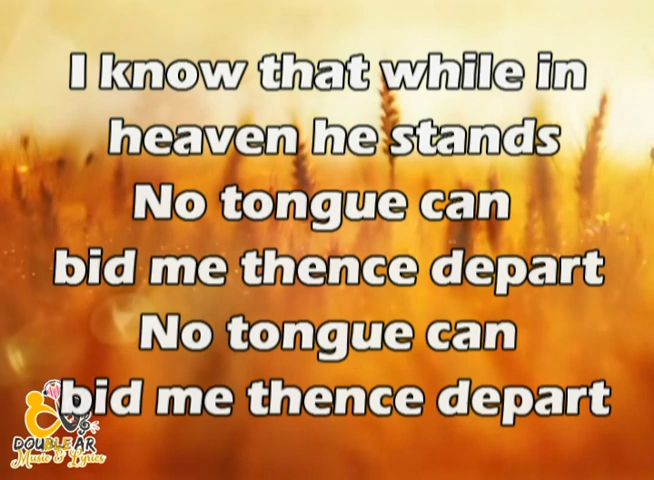 I know that while in
heaven he stands
No tongue can
bid me thence depart
No tongue can
bid me thence depart
DOUBLE AR
Music & Lyrics